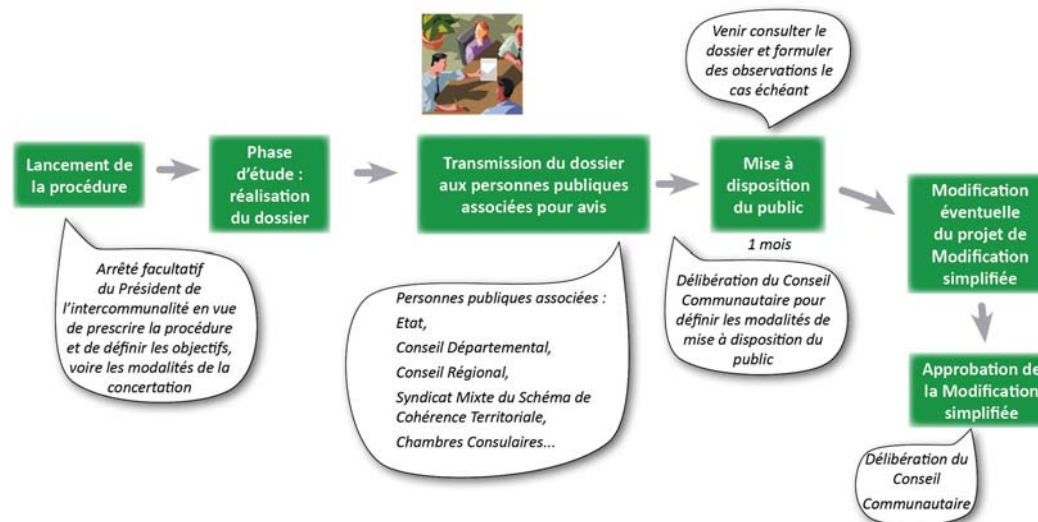 Venir consulter le
dossier et formuler
des observations le
cas échéant
Lancement de
la procédure
Phase
d'étude :
réalisation
du dossier
Transmission du dossier
aux personnes publiques
associées pour avis
Mise à
disposition
du public
1 mois
Modification
éventuelle
du projet de
Modification
simplifiée
Arrêté facultatif
du Président de
l'intercommunalité en vue
de prescrire la procédure
et de définir les objectifs,
voire les modalités de la
concertation
Personnes publiques associées :
Etat,
Conseil Départemental,
Conseil Régional,
Syndicat Mixte du Schéma de
Cohérence Territoriale,
Chambres Consulaires...
Délibération du Conseil
Communautaire pour
définir les modalités de
mise à disposition du
public
Approbation de
la Modification
simplifiée
Délibération du
Conseil
Communautaire